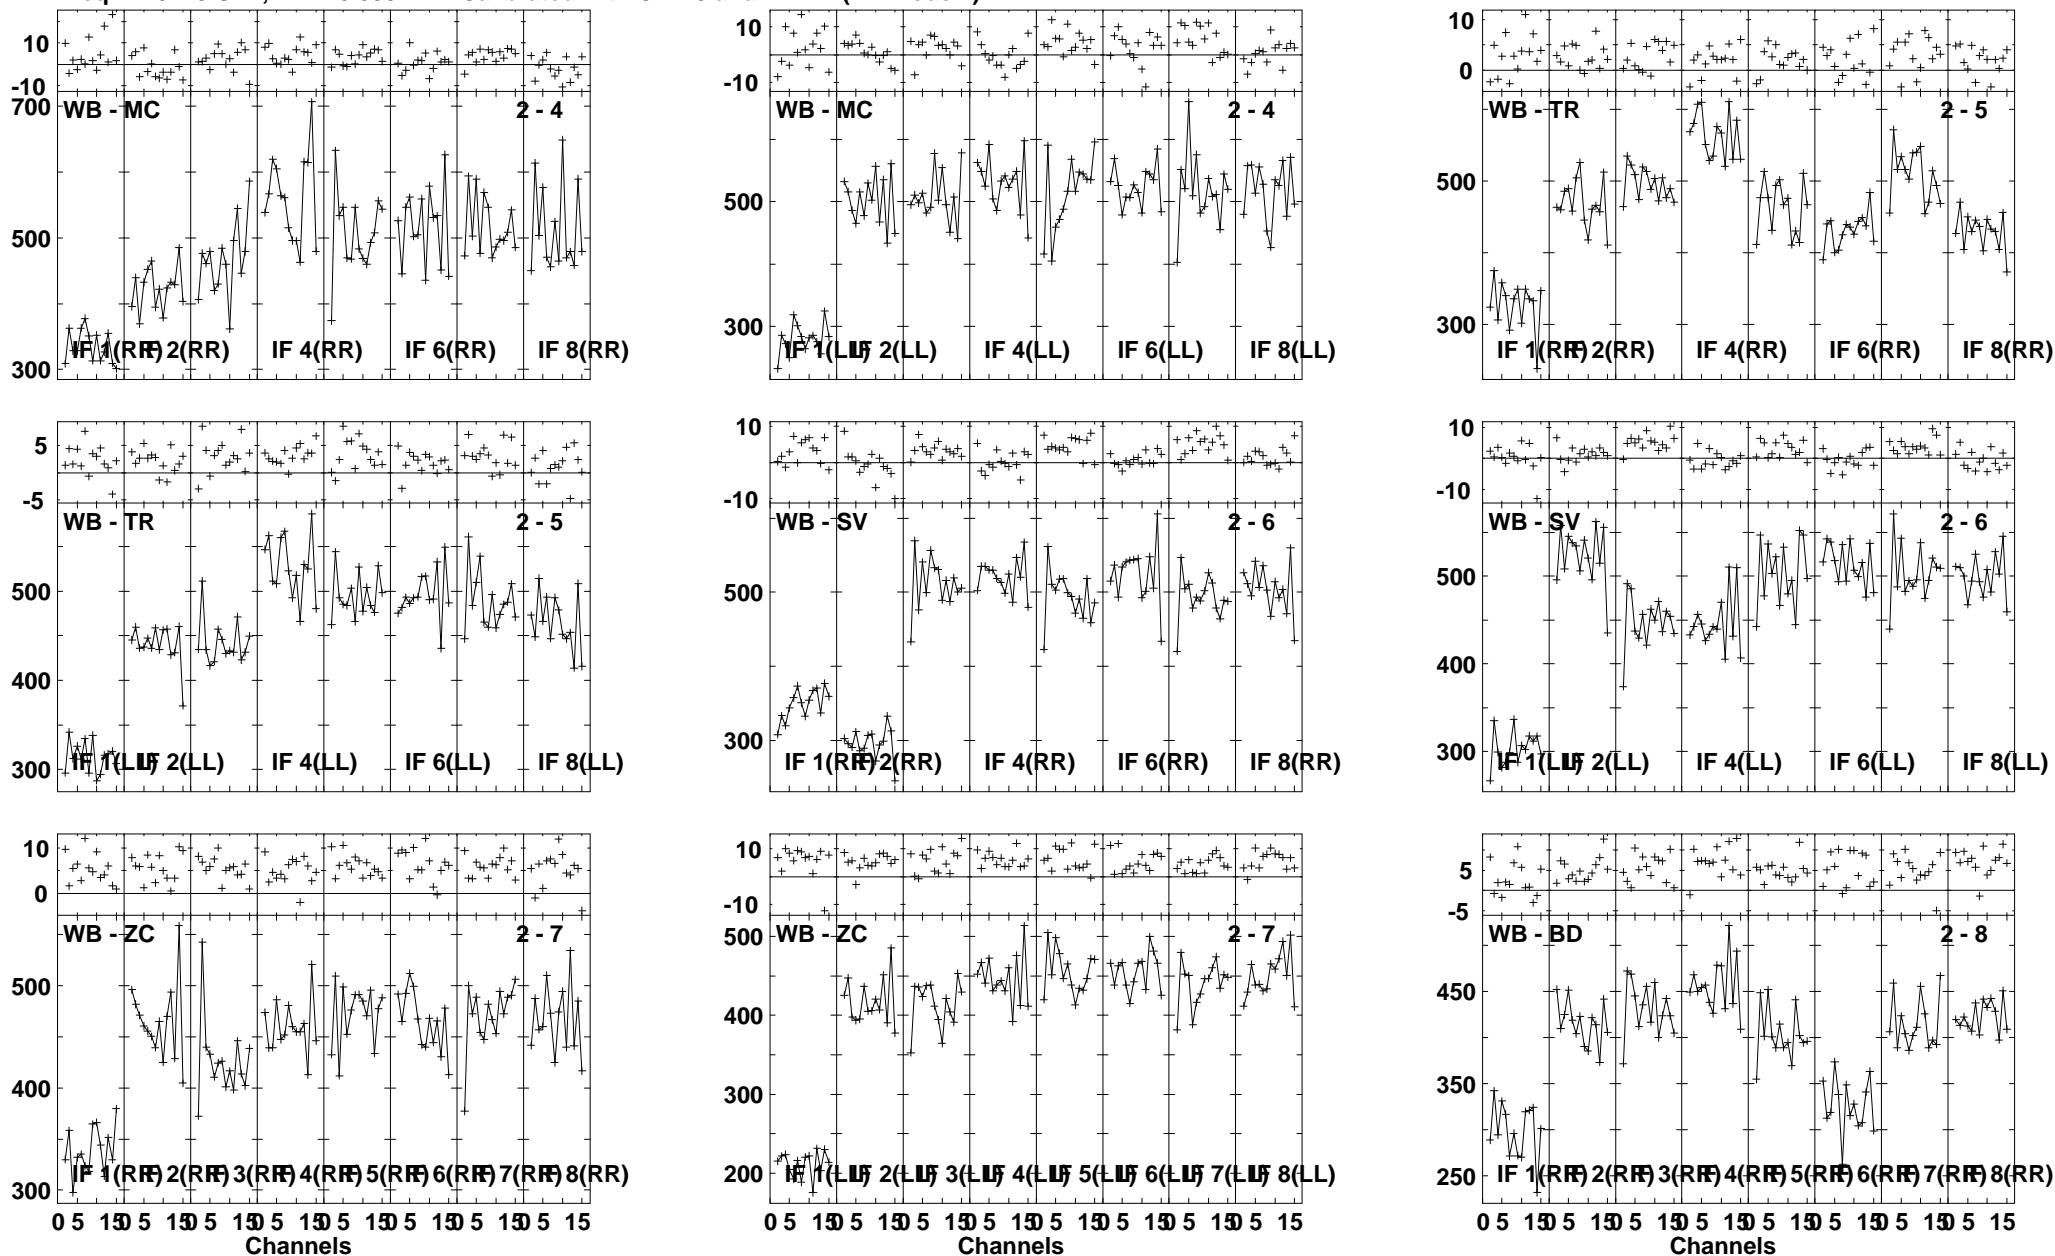 10
-10
700
500
300
WB - MC 2 - 4
IF 1(RR) IF 2(RR) IF 4(RR) IF 6(RR) IF 8(RR)
10
-10
500
300
WB - MC 2 - 4
IF 1(LL) IF 2(LL) IF 4(LL) IF 6(LL) IF 8(LL)
10
0
500
300
WB - TR 2 - 5
IF 1(RR) IF 2(RR) IF 4(RR) IF 6(RR) IF 8(RR)
5
-5
500
400
300
WB - TR 2 - 5
IF 1(LL) IF 2(LL) IF 4(LL) IF 6(LL) IF 8(LL)
10
-10
500
300
WB - SV 2 - 6
IF 1(RR) IF 2(RR) IF 4(RR) IF 6(RR) IF 8(RR)
10
-10
500
400
300
WB - SV 2 - 6
IF 1(LL) IF 2(LL) IF 4(LL) IF 6(LL) IF 8(LL)
10
0
500
400
300
WB - ZC 2 - 7
IF 1(RR) IF 2(RR) IF 3(RR) IF 4(RR) IF 5(RR) IF 6(RR) IF 7(RR) IF 8(RR)
0 5 15 0 5 15 0 5 15 0 5 15 0 5 15 0 5 15 0 5 15 0 5 15
Channels
10
-10
500
400
300
200
WB - ZC 2 - 7
IF 1(LL) IF 2(LL) IF 3(LL) IF 4(LL) IF 5(LL) IF 6(LL) IF 7(LL) IF 8(LL)
0 5 15 0 5 15 0 5 15 0 5 15 0 5 15 0 5 15 0 5 15 0 5 15
Channels
5
-5
450
350
250
WB - BD 2 - 8
IF 1(RR) IF 2(RR) IF 3(RR) IF 4(RR) IF 5(RR) IF 6(RR) IF 7(RR) IF 8(RR)
0 5 15 0 5 15 0 5 15 0 5 15 0 5 15 0 5 15 0 5 15 0 5 15
Channels